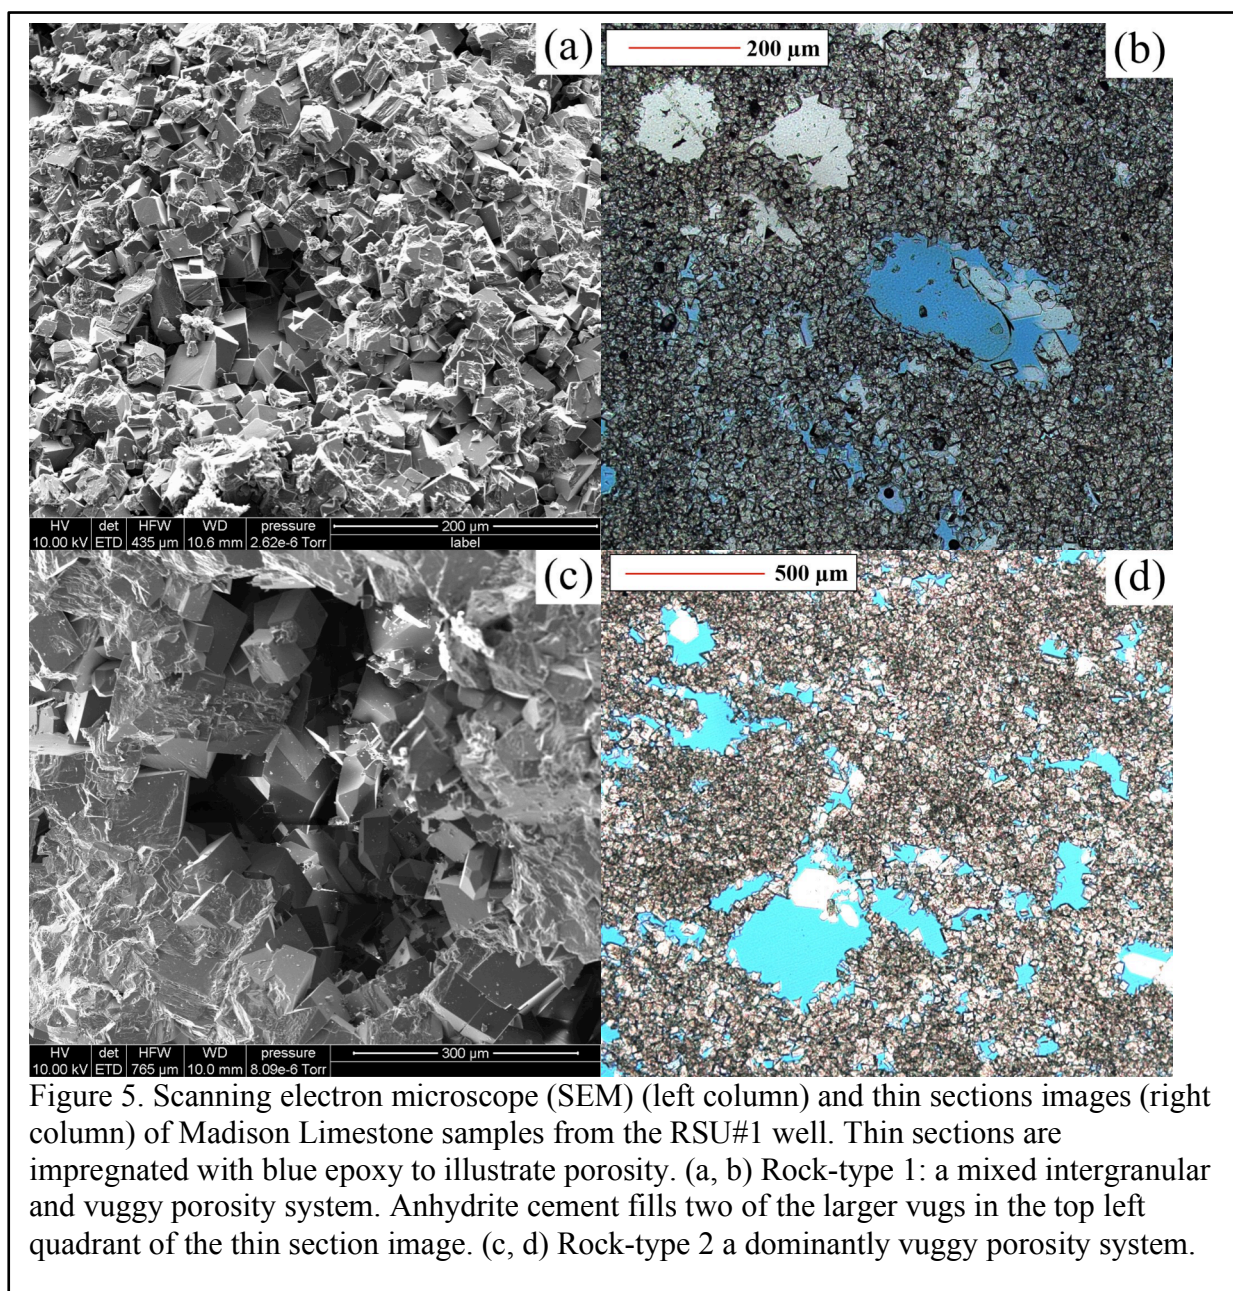 (a)
200 µm
(b)
HV det HFW WD pressure
10.00 kV ETD 435 µm 10.6 mm 2.62e-6 Torr
200 µm
label
(c)
500 µm
(d)
HV det HFW WD pressure
10.00 kV ETD 765 µm 10.0 mm 8.09e-6 Torr
300 µm
Figure 5. Scanning electron microscope (SEM) (left column) and thin sections images (right
column) of Madison Limestone samples from the RSU#1 well. Thin sections are
impregnated with blue epoxy to illustrate porosity. (a, b) Rock-type 1: a mixed intergranular
and vuggy porosity system. Anhydrite cement fills two of the larger vugs in the top left
quadrant of the thin section image. (c, d) Rock-type 2 a dominantly vuggy porosity system.